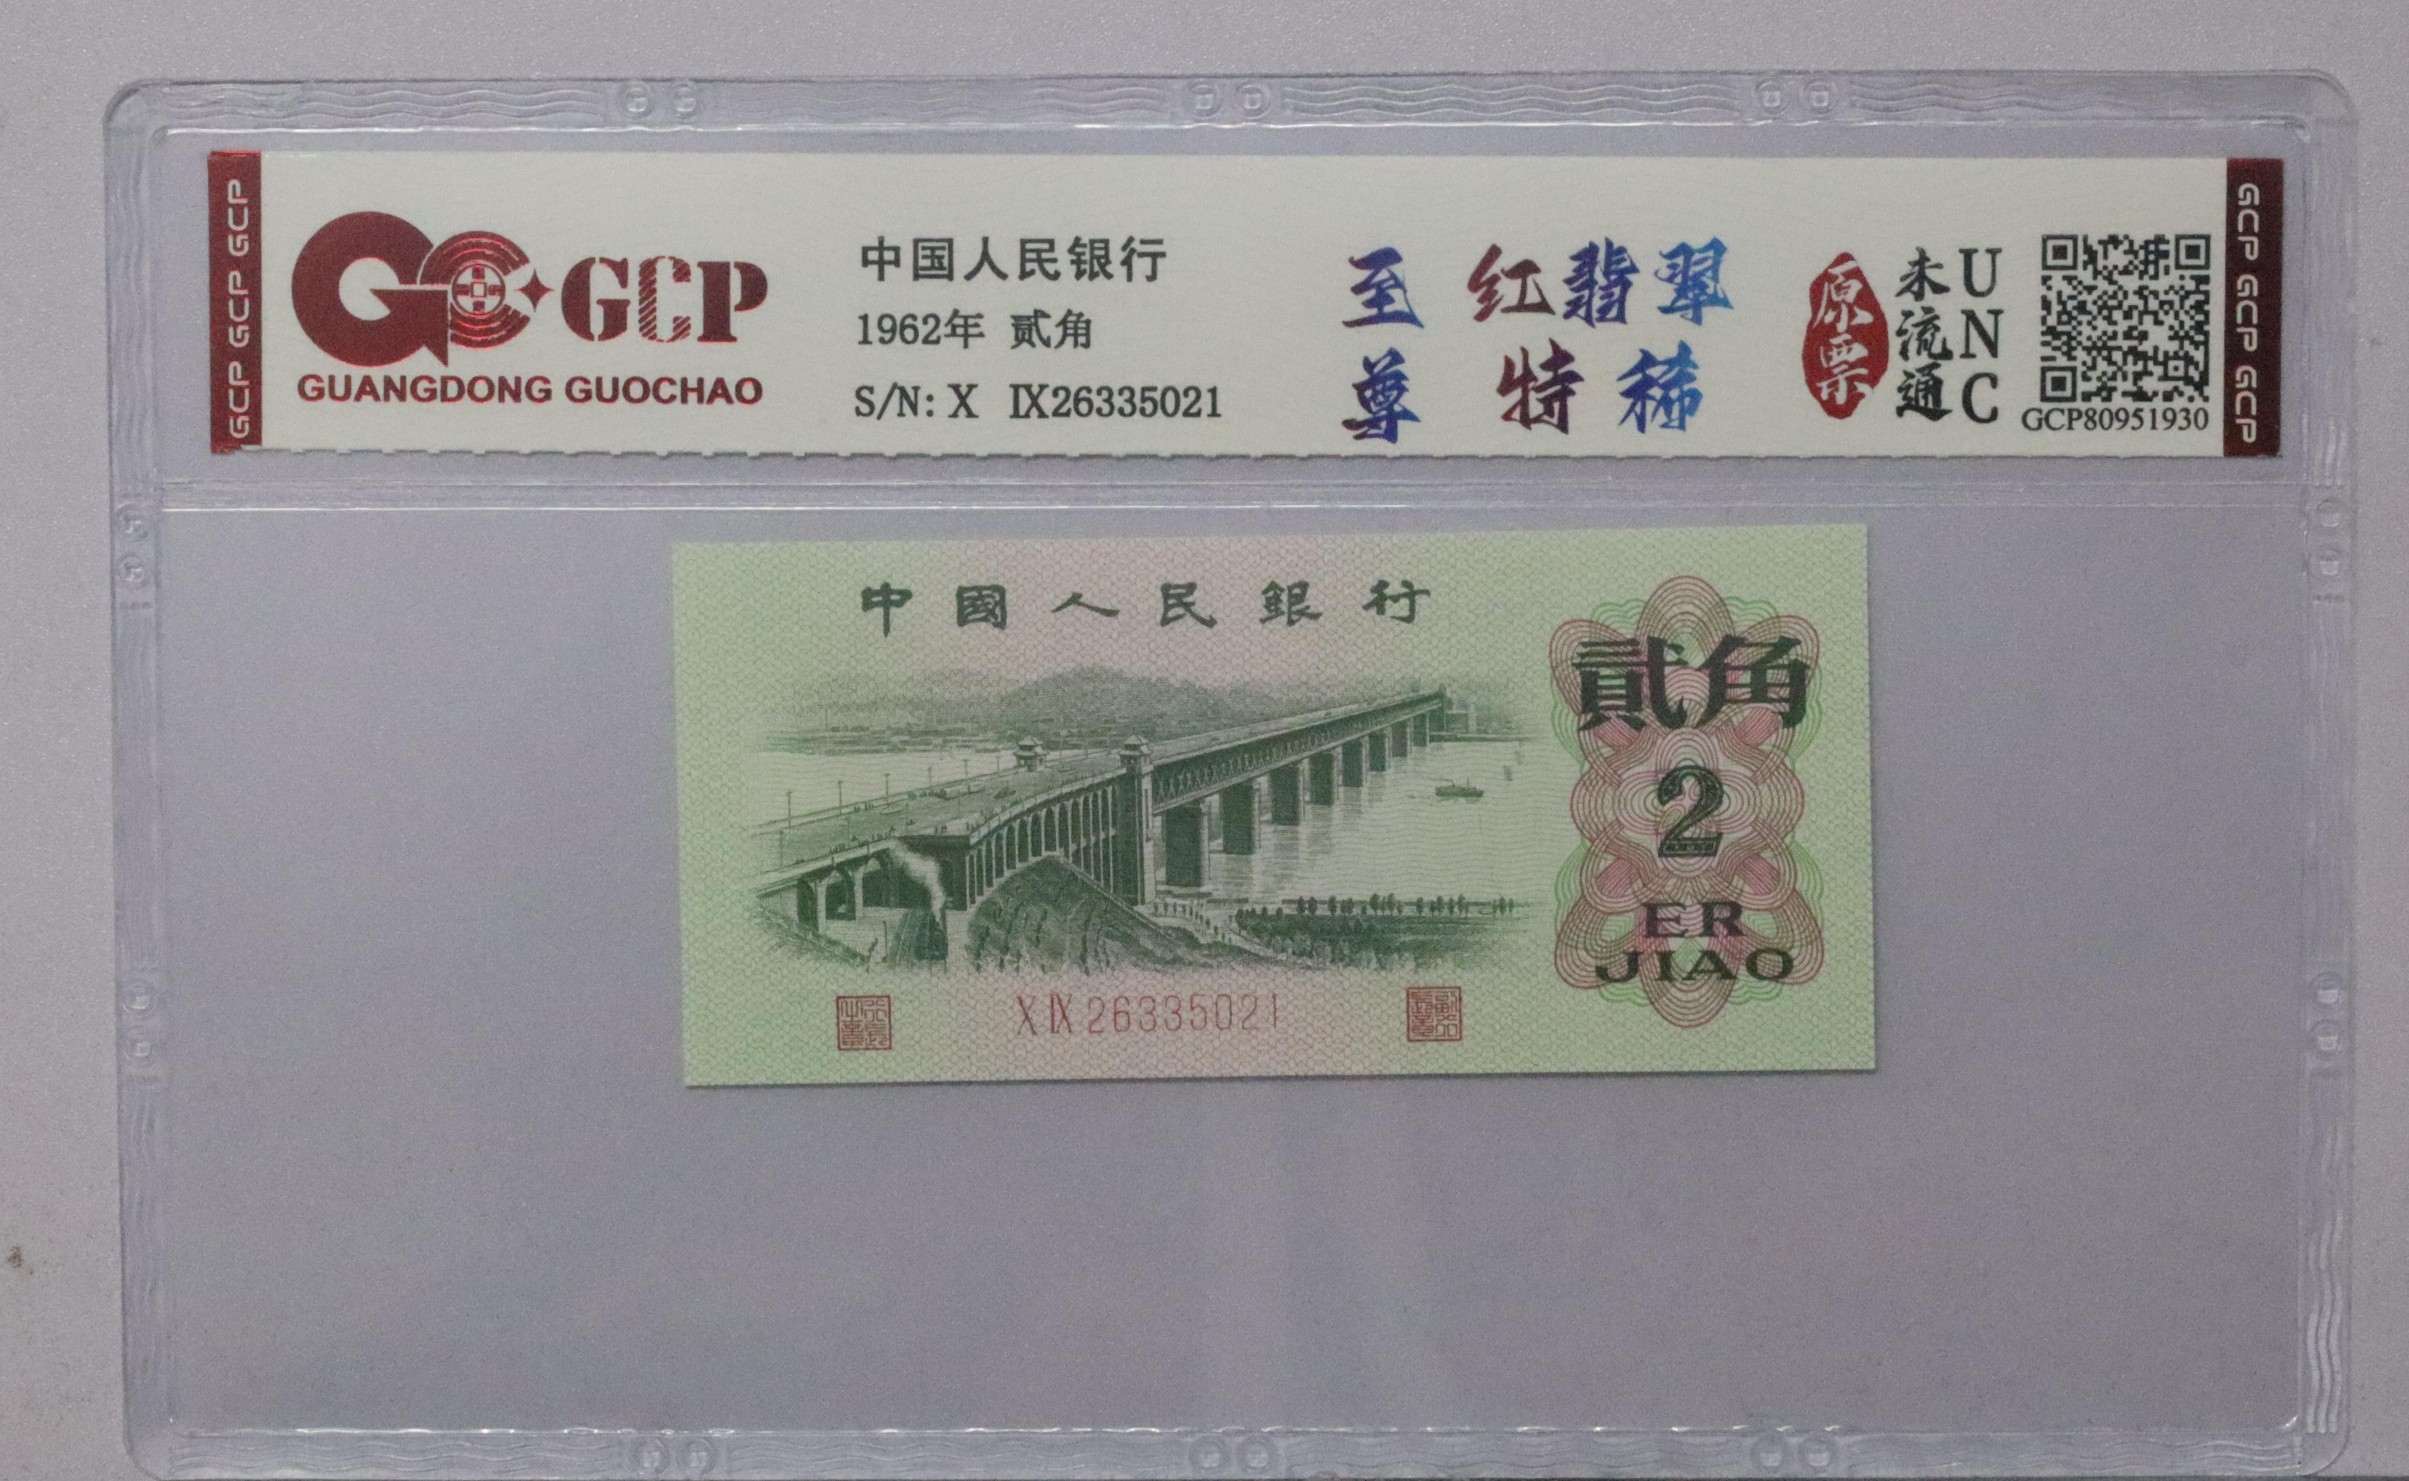 GCP GCP GCP
GCP
GUANGDONG GUOCHAO
中国人民银行
1962年 贰角
S/N: X IX26335021
至尊
红翡翠
特稀
原票
未流通
UNC
GCP80951930
GCP GCP GCP GCP
中國人民銀行
貳角
2
ER
JIAO
X IX 26335021